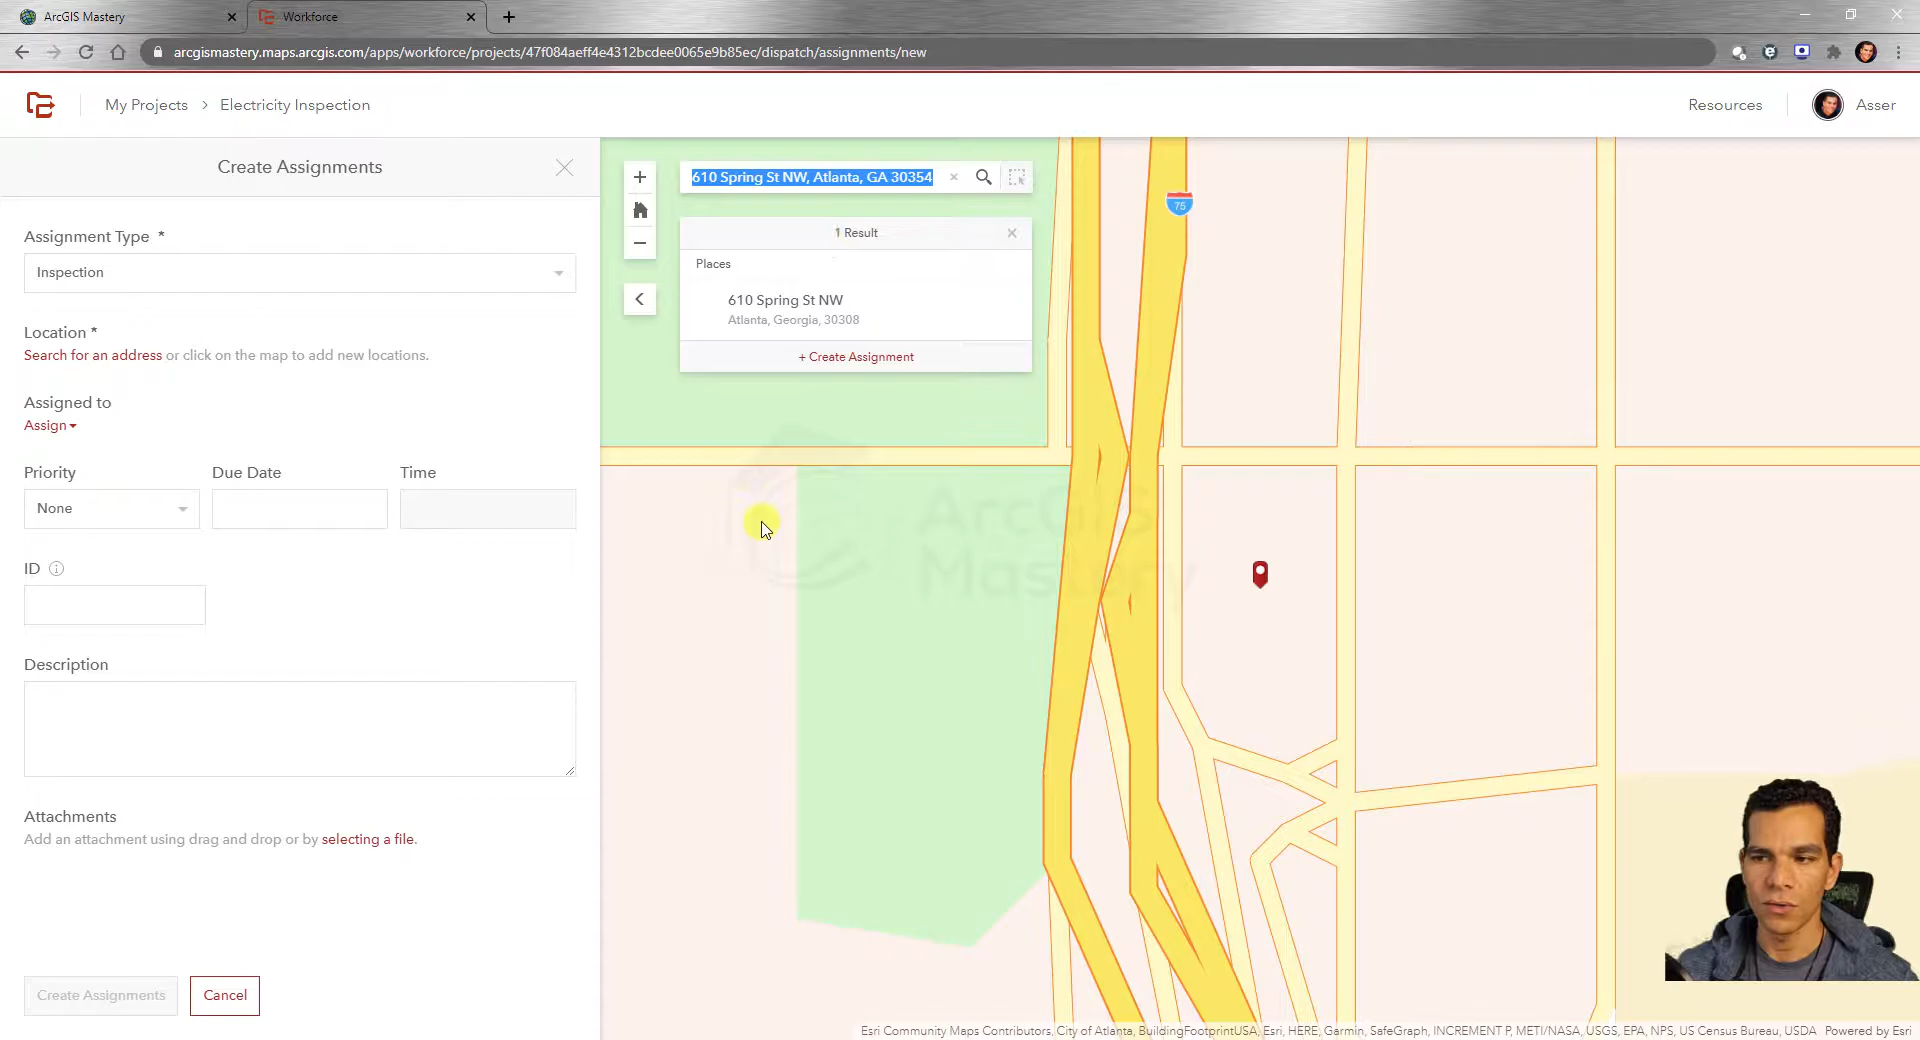 ArcGIS Mastery
Workforce
arcgismastery.maps.arcgis.com/apps/workforce/projects/47f084aeff4e4312bcdee0065e9b85ec/dispatch/assignments/new
My Projects > Electricity Inspection
Resources
Asser
Create Assignments
Assignment Type *
Inspection
Location *
Search for an address or click on the map to add new locations.
Assigned to
Assign
Priority
Due Date
Time
None
ID
Description
Attachments
Add an attachment using drag and drop or by selecting a file.
Create Assignments
Cancel
610 Spring St NW, Atlanta, GA 30354
1 Result
Places
610 Spring St NW
Atlanta, Georgia, 30308
+ Create Assignment
75
ArcGIS
Mastery
Esri Community Maps Contributors, City of Atlanta, BuildingFootprintUSA, Esri, HERE, Garmin, SafeGraph, INCREMENT P, METI/NASA, USGS, EPA, NPS, US Census Bureau, USDA Powered by Esri